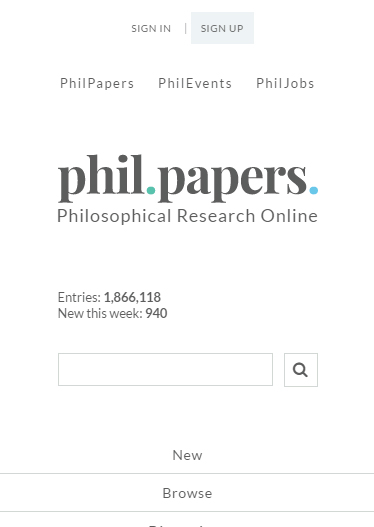 SIGN IN | SIGN UP
PhilPapers PhilEvents PhilJobs
phil.papers.
Philosophical Research Online
Entries: 1,866,118
New this week: 940
New
Browse